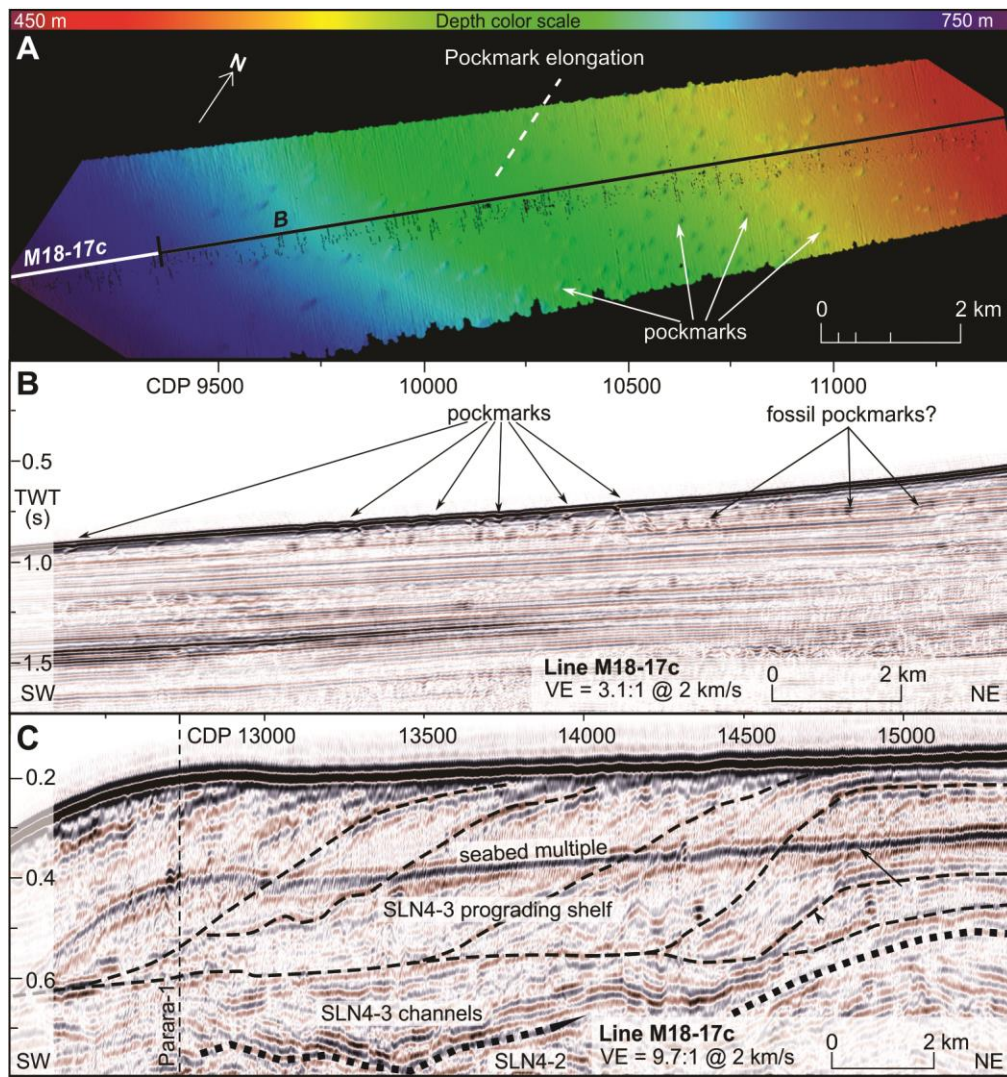 450 m Depth color scale 750 m
A
N
Pockmark elongation
B
M18-17c
pockmarks
0 2 km
B
CDP 9500 10000 10500 11000
pockmarks fossil pockmarks?
0.5
TWT
(s)
1.0
1.5
Line M18-17c 0 2 km
VE = 3.1:1 @ 2 km/s
SW NE
C
CDP 13000 13500 14000 14500 15000
0.2
seabed multiple
0.4
SLN4-3 prograding shelf
0.6
Parara-1
SLN4-3 channels
Line M18-17c 0 2 km
SW SLN4-2 VE = 9.7:1 @ 2 km/s NE